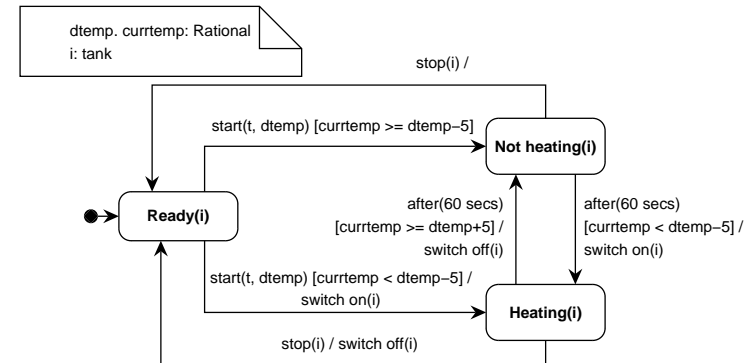 dtemp. currtemp: Rational
i: tank
stop(i) /
start(t, dtemp) [currtemp >= dtemp−5]
Not heating(i)
Ready(i)
after(60 secs)
[currtemp >= dtemp+5] /
switch off(i)
after(60 secs)
[currtemp < dtemp−5] /
switch on(i)
start(t, dtemp) [currtemp < dtemp−5] /
switch on(i)
Heating(i)
stop(i) / switch off(i)